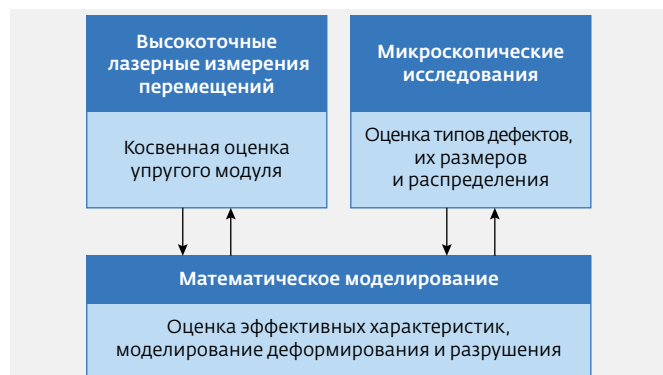 Высокоточные
лазерные измерения
перемещений
Косвенная оценка
упругого модуля
Микроскопические
исследования
Оценка типов дефектов,
их размеров
и распределения
Математическое моделирование
Оценка эффективных характеристик,
моделирование деформирования и разрушения